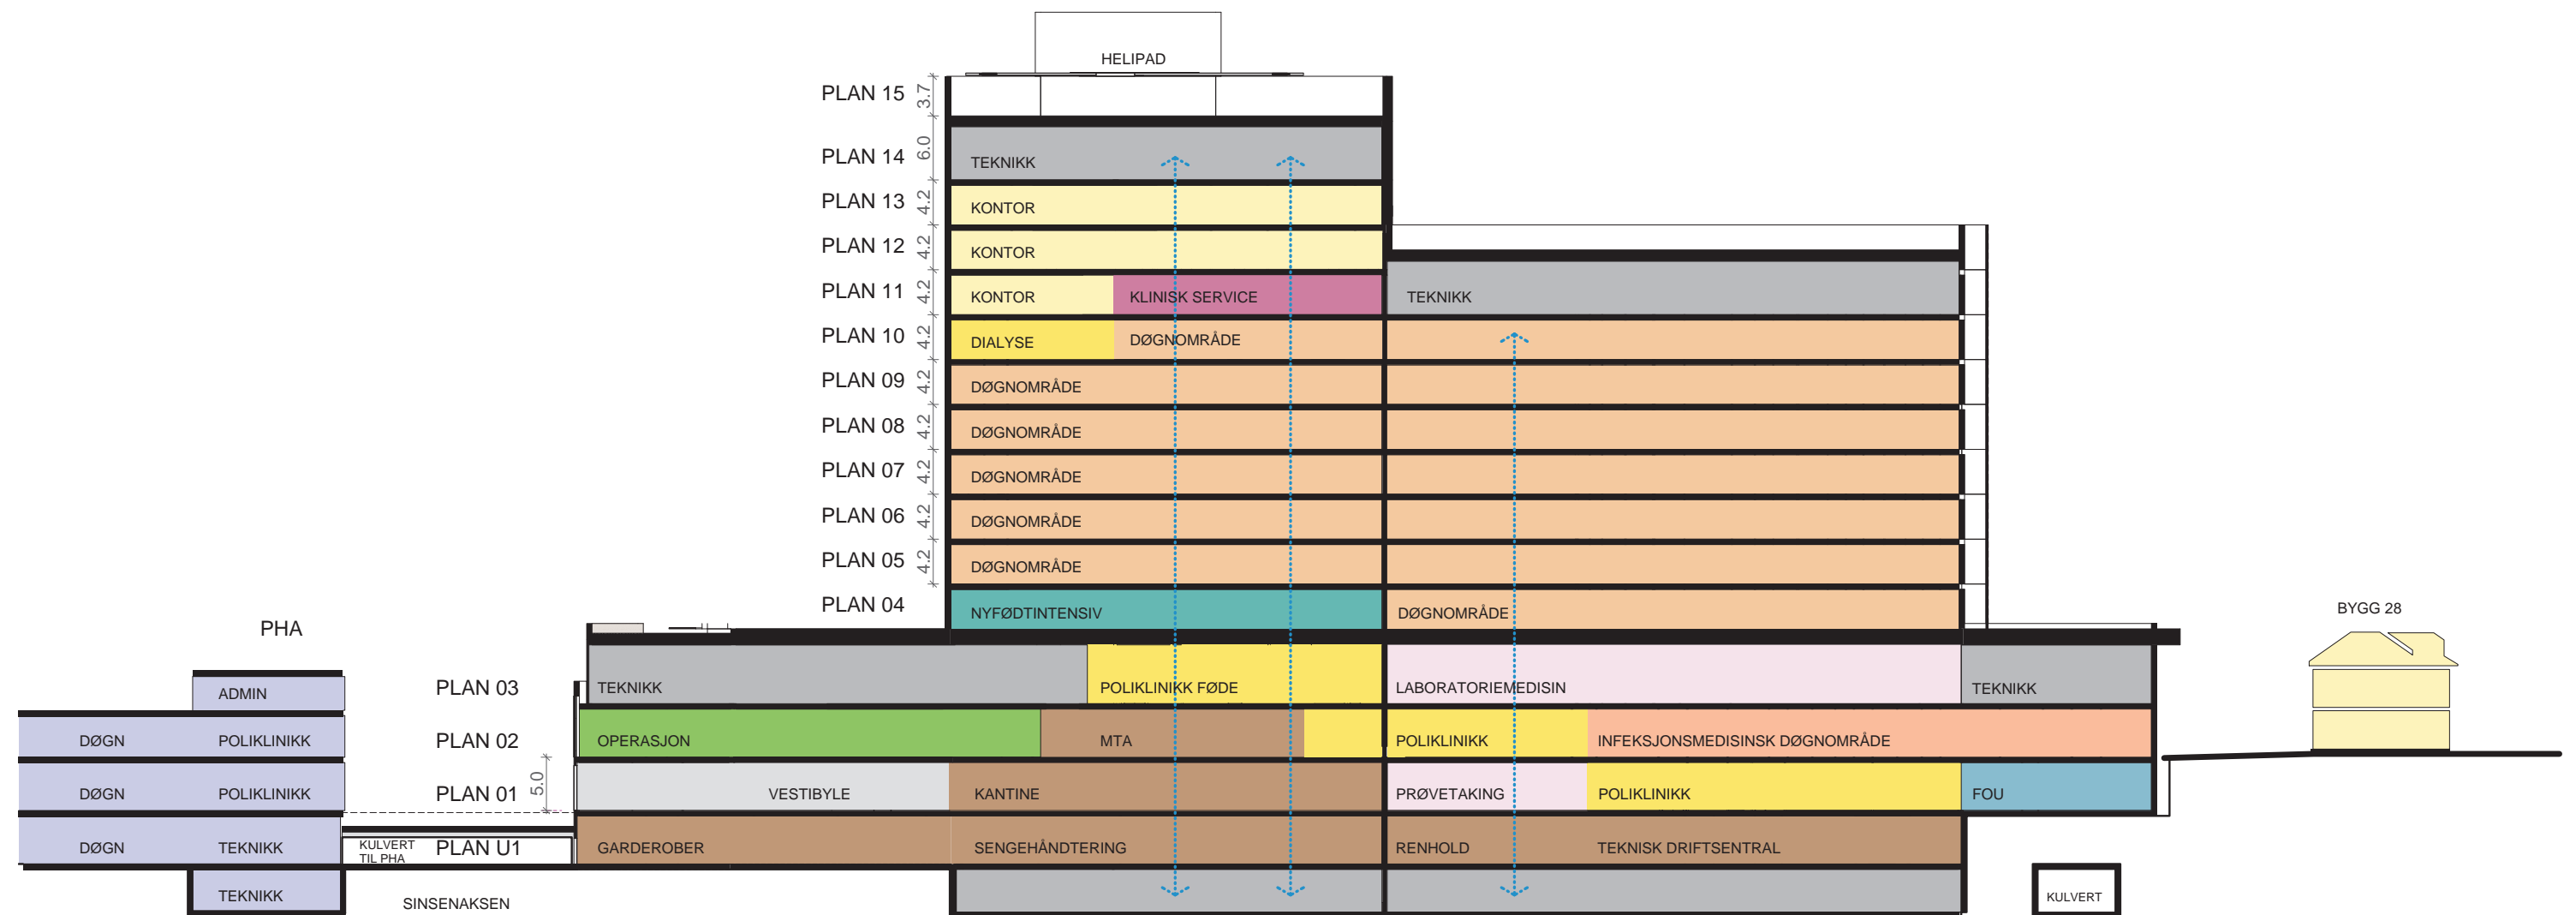 HELIPAD
PLAN 15 3.7
PLAN 14 6.0 TEKNIKK
PLAN 13 4.2 KONTOR
PLAN 12 4.2 KONTOR
PLAN 11 4.2 KONTOR KLINISK SERVICE TEKNIKK
PLAN 10 4.2 DIALYSE DØGNOMRÅDE
PLAN 09 4.2 DØGNOMRÅDE
PLAN 08 4.2 DØGNOMRÅDE
PLAN 07 4.2 DØGNOMRÅDE
PLAN 06 4.2 DØGNOMRÅDE
PLAN 05 4.2 DØGNOMRÅDE
PLAN 04 NYFØDTINTENSIV DØGNOMRÅDE
BYGG 28
PHA
ADMIN PLAN 03 TEKNIKK POLIKLINIKK FØDE LABORATORIEMEDISIN TEKNIKK
DØGN POLIKLINIKK PLAN 02 OPERASJON MTA POLIKLINIKK INFEKSJONSMEDISINSK DØGNOMRÅDE
DØGN POLIKLINIKK PLAN 01 5.0 VESTIBYLE KANTINE PRØVETAKING POLIKLINIKK FOU
DØGN TEKNIKK KULVERT PLAN U1 GARDEROBER SENGEHÅNDTERING RENHOLD TEKNISK DRIFTSENTRAL
TIL PHA
TEKNIKK SINSENAKSEN KULVERT